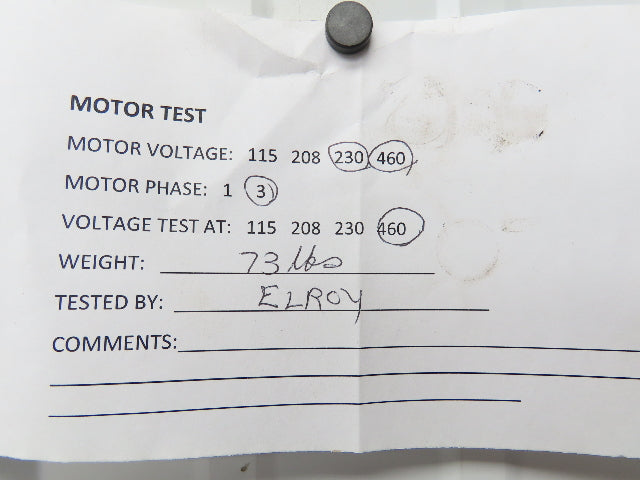 MOTOR TEST
MOTOR VOLTAGE: 115 208 230 460
MOTOR PHASE: 1 3
VOLTAGE TEST AT: 115 208 230 460
WEIGHT: 73 lbs
TESTED BY: ELROY
COMMENTS: